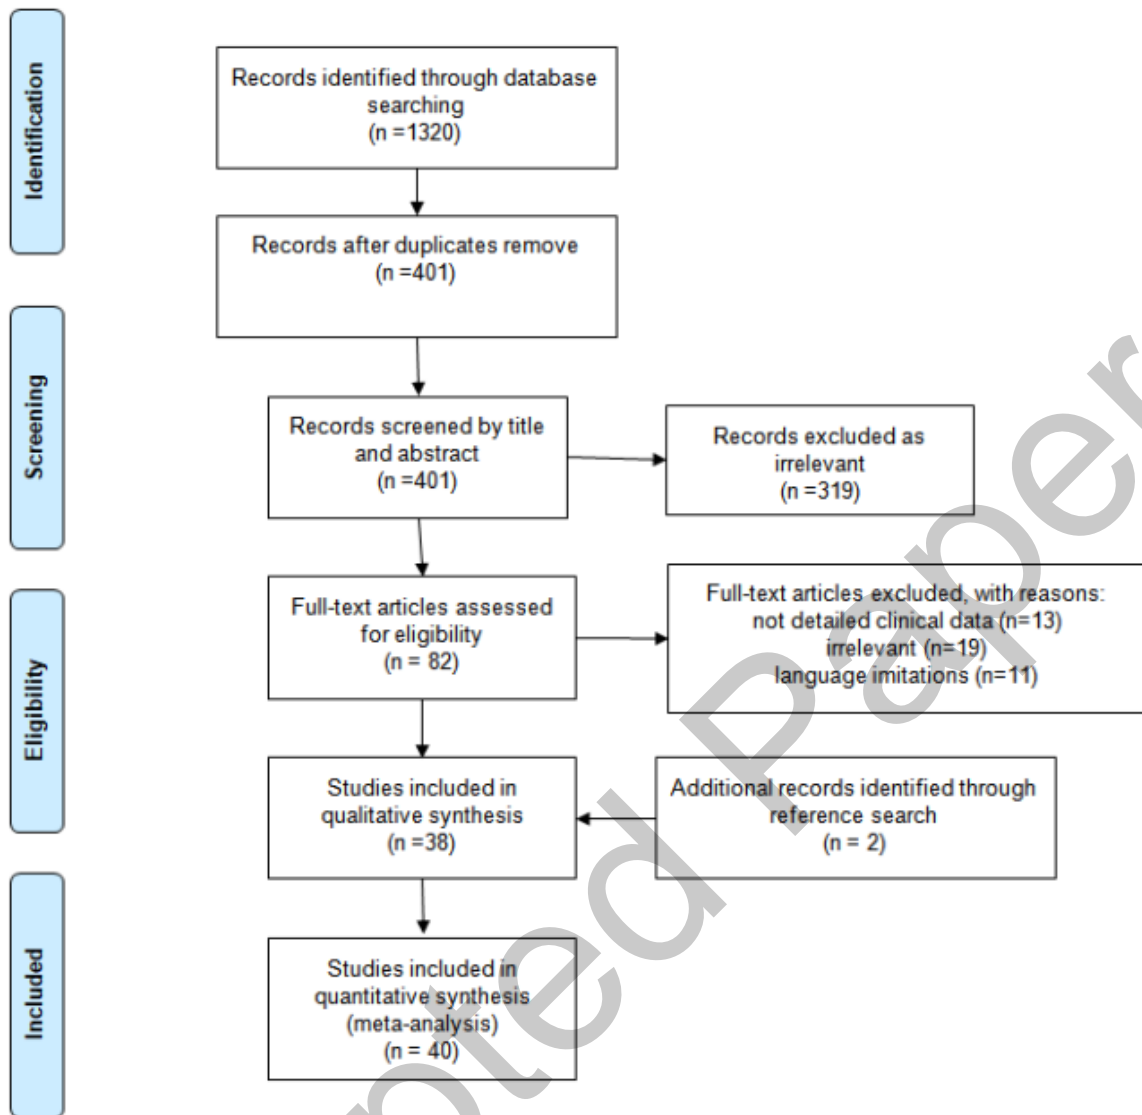 Identification
Records identified through database
searching
(n =1320)
Records after duplicates remove
(n =401)
Screening
Records screened by title
and abstract
(n =401)
Records excluded as
irrelevant
(n =319)
Eligibility
Full-text articles assessed
for eligibility
(n = 82)
Full-text articles excluded, with reasons:
not detailed clinical data (n=13)
irrelevant (n=19)
language imitations (n=11)
Studies included in
qualitative synthesis
(n =38)
Additional records identified through
reference search
(n = 2)
Included
Studies included in
quantitative synthesis
(meta-analysis)
(n = 40)
pted Paper